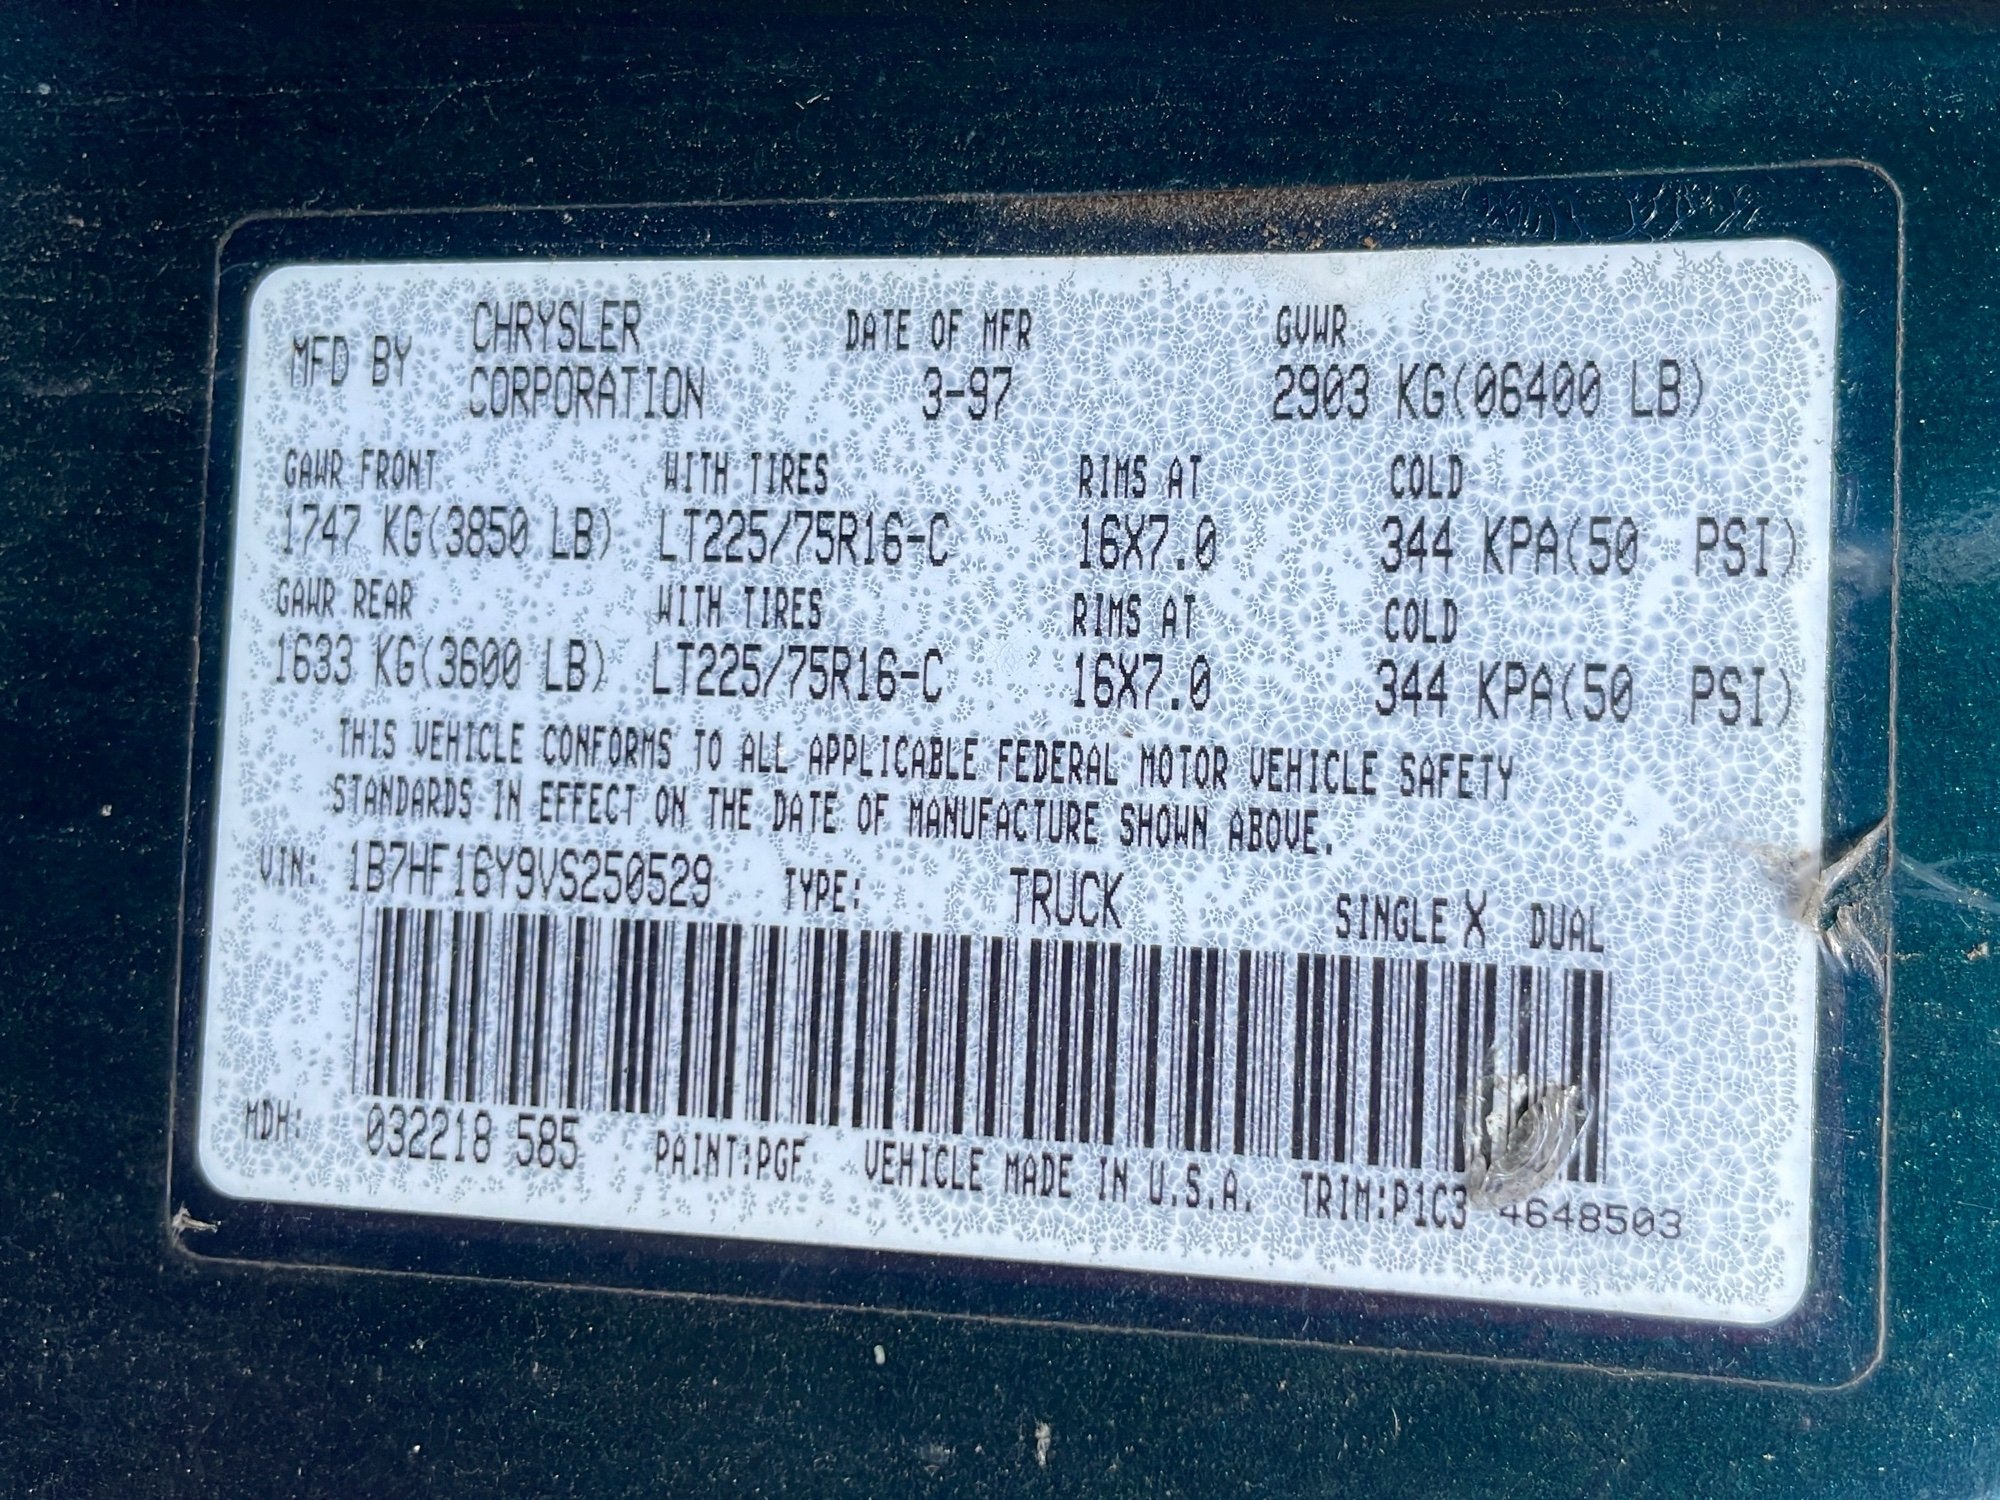 MFD BY CHRYSLER CORPORATION DATE OF MFR 3-97 GVWR 2903 KG(06400 LB)
GAWR FRONT WITH TIRES RIMS AT COLD
1747 KG(3850 LB) LT225/75R16-C 16X7.0 344 KPA(50 PSI)
GAWR REAR WITH TIRES RIMS AT COLD
1633 KG(3600 LB) LT225/75R16-C 16X7.0 344 KPA(50 PSI)
THIS VEHICLE CONFORMS TO ALL APPLICABLE FEDERAL MOTOR VEHICLE SAFETY
STANDARDS IN EFFECT ON THE DATE OF MANUFACTURE SHOWN ABOVE.
VIN: 1B7HF16Y9VS250529 TYPE: TRUCK SINGLE X DUAL
MDH: 032218 585 PAINT:PGF VEHICLE MADE IN U.S.A. TRIM:P1C3 4648503